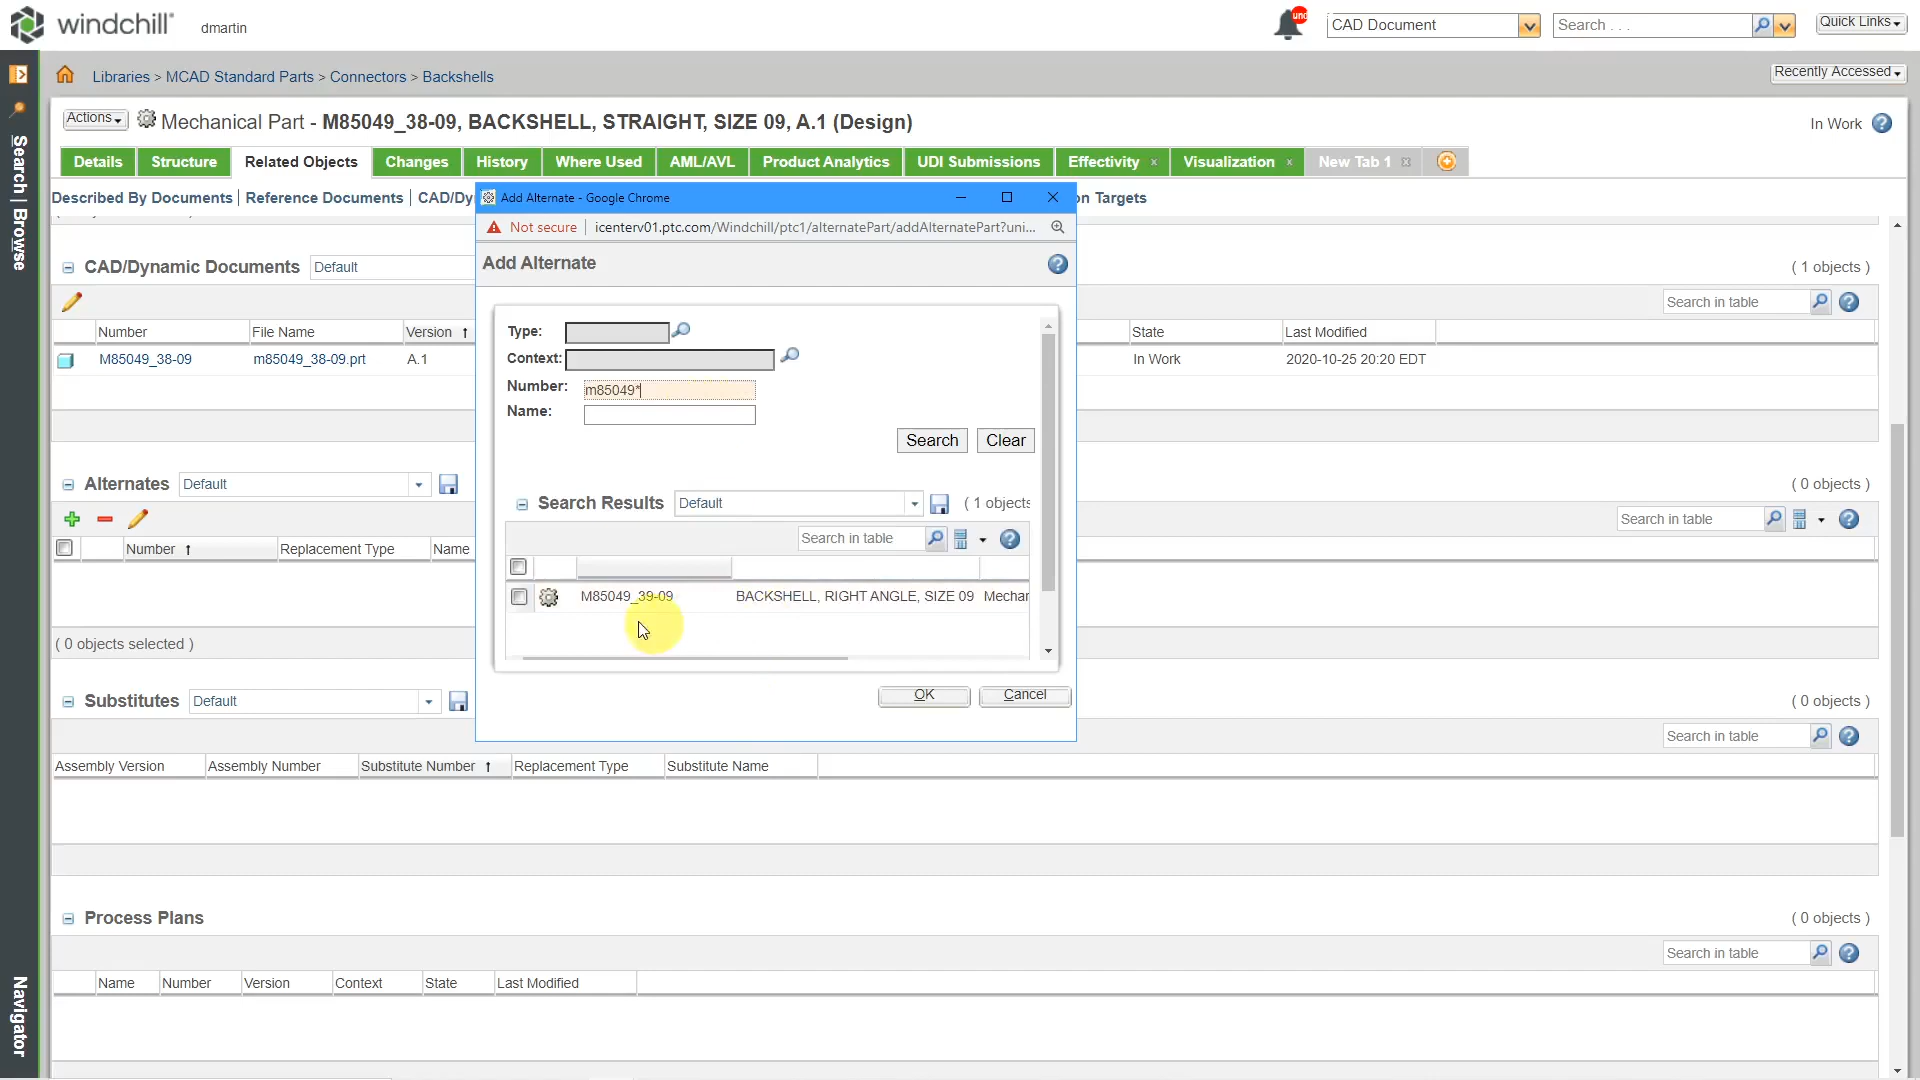 windchill
dmartin
CAD Document
Search . . .
Quick Links
Libraries > MCAD Standard Parts > Connectors > Backshells
Recently Accessed
Actions
Mechanical Part - M85049_38-09, BACKSHELL, STRAIGHT, SIZE 09, A.1 (Design)
In Work
Details
Structure
Related Objects
Changes
History
Where Used
AML/AVL
Product Analytics
UDI Submissions
Effectivity
Visualization
New Tab 1
Described By Documents | Reference Documents | CAD/Dy
on Targets
CAD/Dynamic Documents
Default
( 1 objects )
Search in table
Number
File Name
Version
State
Last Modified
M85049_38-09
m85049_38-09.prt
A.1
In Work
2020-10-25 20:20 EDT
Alternates
Default
( 0 objects )
Search in table
Number
Replacement Type
Name
( 0 objects selected )
Substitutes
Default
( 0 objects )
Search in table
Assembly Version
Assembly Number
Substitute Number
Replacement Type
Substitute Name
Process Plans
( 0 objects )
Search in table
Name
Number
Version
Context
State
Last Modified
Search | Browse
Navigator
Add Alternate - Google Chrome
Not secure
icenterv01.ptc.com/Windchill/ptc1/alternatePart/addAlternatePart?uni...
Add Alternate
Type:
Context:
Number:
m85049*
Name:
Search
Clear
Search Results
Default
( 1 objects
Search in table
M85049_39-09
BACKSHELL, RIGHT ANGLE, SIZE 09
Mechar
OK
Cancel